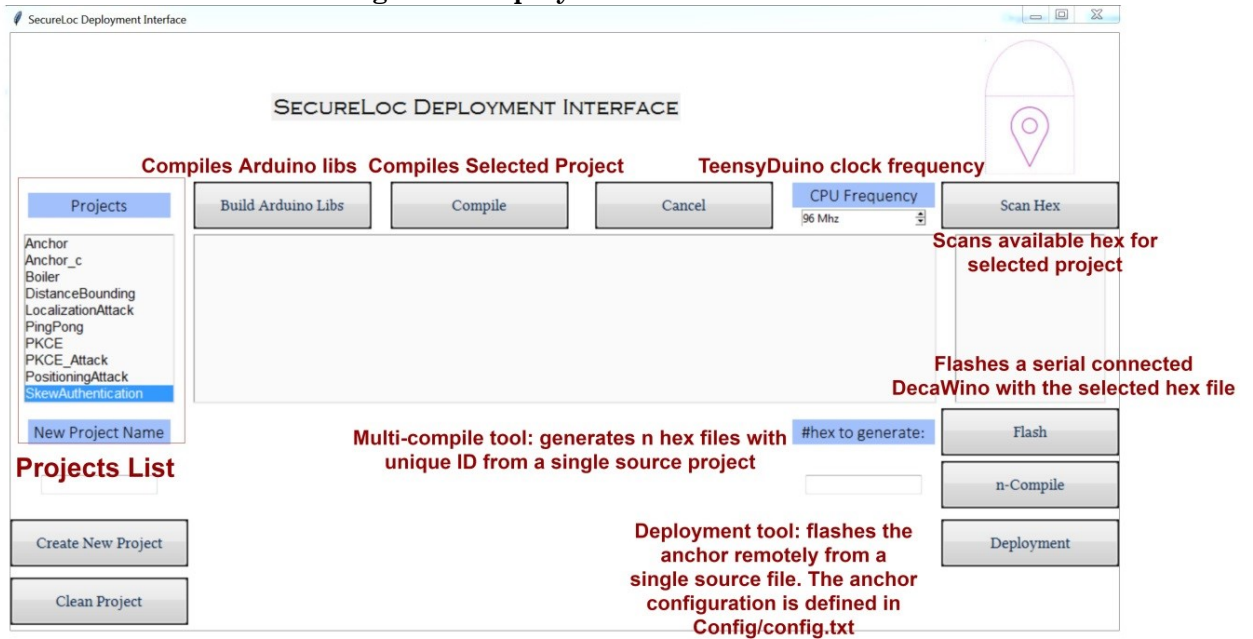 SecureLoc Deployment Interface
SecureLoc Deployment Interface
Compiles Arduino libs Compiles Selected Project TeensyDuino clock frequency
Projects Build Arduino Libs Compile Cancel CPU Frequency Scan Hex
96 Mhz
Scans available hex for
selected project
Anchor
Anchor_c
Boiler
DistanceBounding
LocalizationAttack
PingPong
PKCE
PKCE_Attack
PositioningAttack
SkewAuthentication
Flashes a serial connected
DecaWino with the selected hex file
New Project Name
Projects List
Multi-compile tool: generates n hex files with
unique ID from a single source project
#hex to generate:
Flash
n-Compile
Create New Project
Clean Project
Deployment tool: flashes the
anchor remotely from a
single source file. The anchor
configuration is defined in
Config/config.txt
Deployment